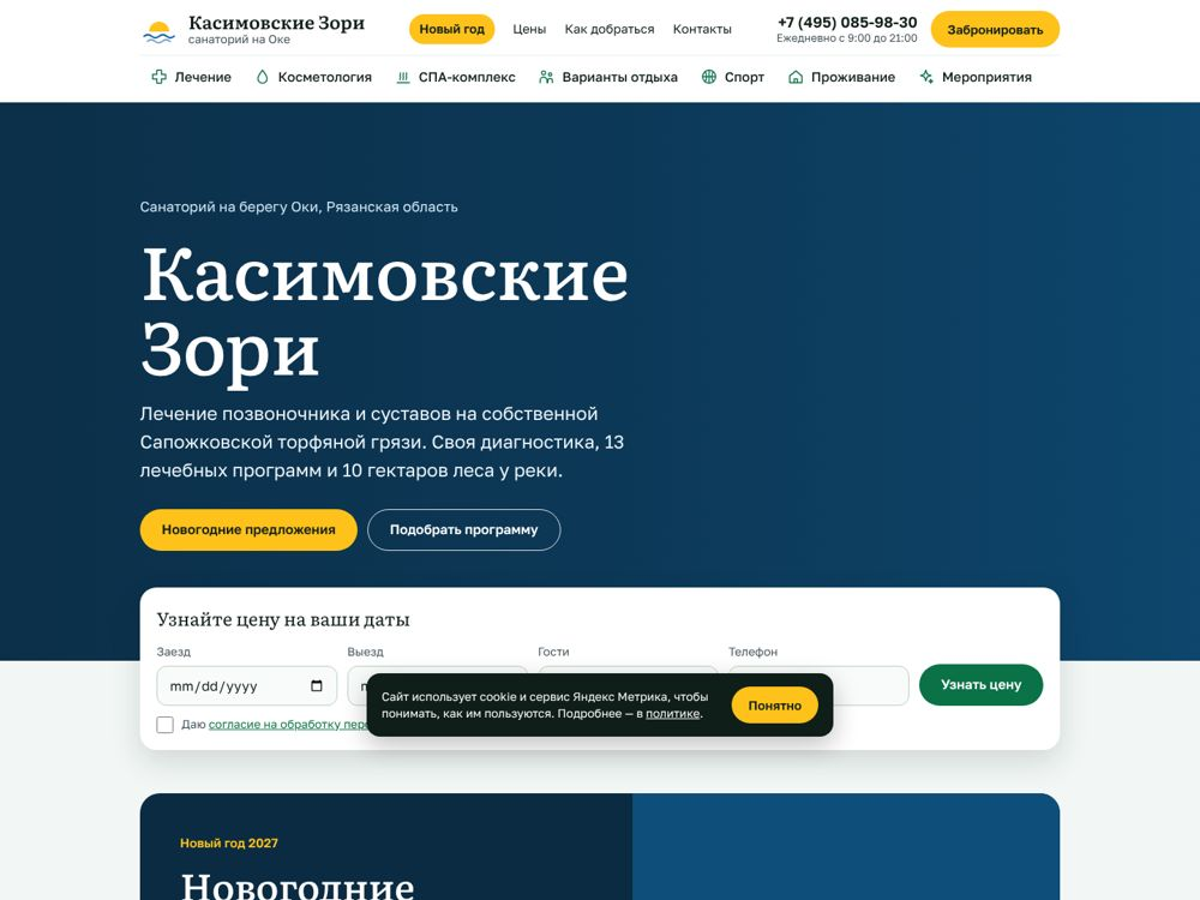 Касимовские Зори
санаторий на Оке
Новый год
Цены
Как добраться
Контакты
+7 (495) 085-98-30
Ежедневно с 9:00 до 21:00
Забронировать
Лечение
Косметология
СПА-комплекс
Варианты отдыха
Спорт
Проживание
Мероприятия
Санаторий на берегу Оки, Рязанская область
Касимовские
Зори
Лечение позвоночника и суставов на собственной
Сапожковской торфяной грязи. Своя диагностика, 13
лечебных программ и 10 гектаров леса у реки.
Новогодние предложения
Подобрать программу
Узнайте цену на ваши даты
Заезд
Выезд
Гости
Телефон
mm/dd/yyyy
Узнать цену
Даю согласие на обработку
Сайт использует cookie и сервис Яндекс Метрика, чтобы
понимать, как им пользуются. Подробнее — в политике.
Понятно
Новый год 2027
Новогодние